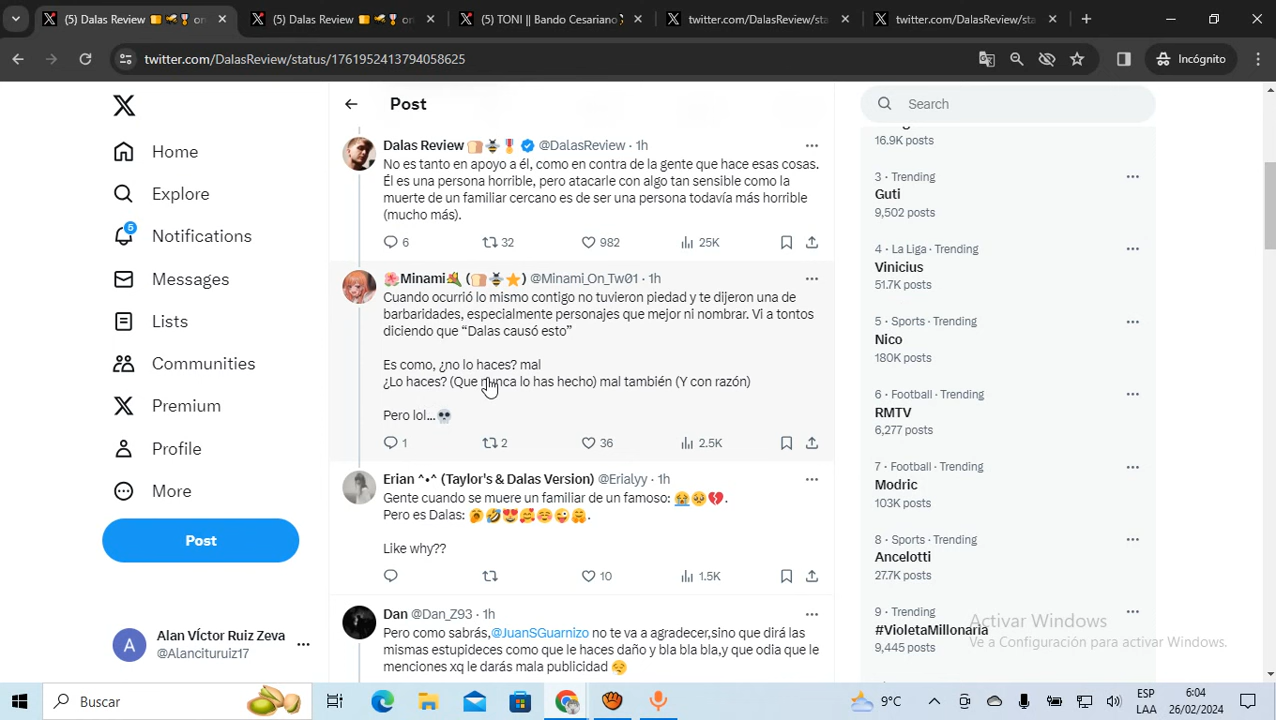 (5) Dalas Review on
(5) Dalas Review on
(5) TONI || Bando Cesariano
twitter.com/DalasReview/sta
twitter.com/DalasReview/sta
twitter.com/DalasReview/status/1761952413794058625
Incógnito
Post
Search
Home
Explore
5
Notifications
Messages
Lists
Communities
Premium
Profile
More
Post
Alan VÍctor Ruiz Zeva
@Alancituruiz17
Dalas Review @DalasReview · 1h
No es tanto en apoyo a él, como en contra de la gente que hace esas cosas.
Él es una persona horrible, pero atacarle con algo tan sensible como la
muerte de un familiar cercano es de ser una persona todavía más horrible
(mucho más).
6 32 982 25K
🌺Minami💐 (🍞🐝⭐) @Minami_On_Tw01 · 1h
Cuando ocurrió lo mismo contigo no tuvieron piedad y te dijeron una de
barbaridades, especialmente personajes que mejor ni nombrar. Vi a tontos
diciendo que “Dalas causó esto”
Es como, ¿no lo haces? mal
¿Lo haces? (Que nunca lo has hecho) mal también (Y con razón)
Pero lol...💀
1 2 36 2.5K
Erian ^•^ (Taylor's & Dalas Version) @Erialyy · 1h
Gente cuando se muere un familiar de un famoso: 😭🥺💔.
Pero es Dalas: 🥳🤣😍🥰☺️😜🤗.
Like why??
10 1.5K
Dan @Dan_Z93 · 1h
Pero como sabrás,@JuanSGuarnizo no te va a agradecer,sino que dirá las
mismas estupideces como que le haces daño y bla bla bla,y que odia que le
menciones xq le darás mala publicidad 😔
16.9K posts
3 · Trending
Guti
9,502 posts
4 · La Liga · Trending
Vinicius
51.7K posts
5 · Sports · Trending
Nico
180K posts
6 · Football · Trending
RMTV
6,277 posts
7 · Football · Trending
Modric
103K posts
8 · Sports · Trending
Ancelotti
27.7K posts
9 · Trending
#VioletaMillonaria
9,445 posts
Activar Windows
Ve a Configuración para activar Windows.
Buscar
9°C
ESP
LAA
6:04
26/02/2024